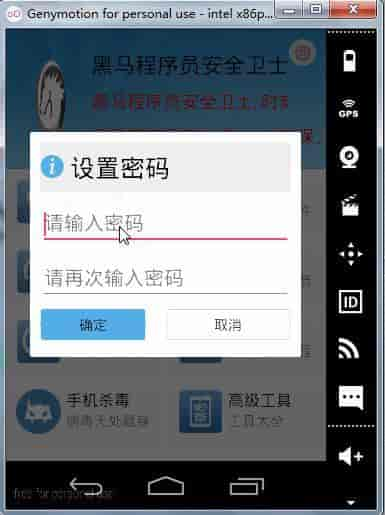 Genymotion for personal use - intel x86p...
黑马程序员安全卫士
黑马程序员安全卫士,时刻
保,
设置密码
请输入密码
请再次输入密码
确定
取消
手机杀毒
病毒无处藏身
高级工具
工具大全
free for personal use
GPS
ID